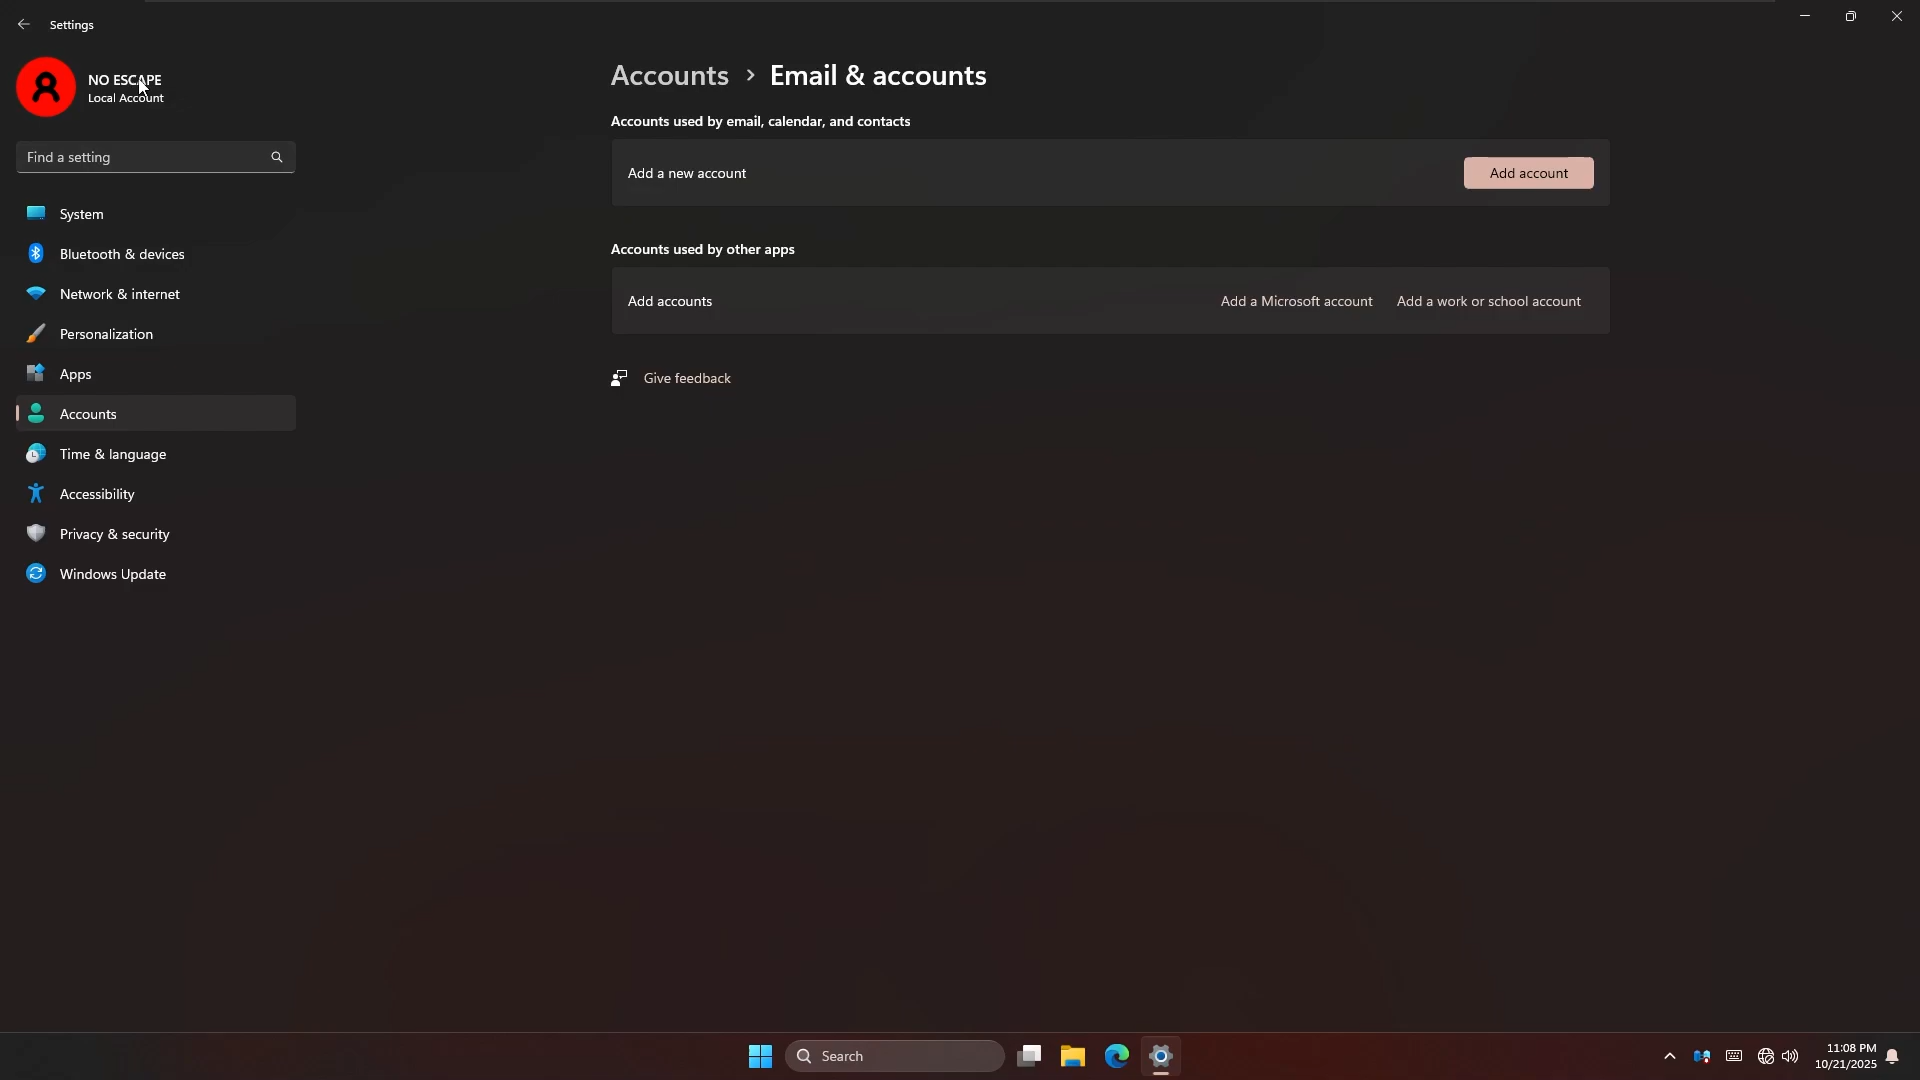 Settings
NO ESCAPE
Local Account
Find a setting
System
Bluetooth & devices
Network & internet
Personalization
Apps
Accounts
Time & language
Accessibility
Privacy & security
Windows Update
Accounts > Email & accounts
Accounts used by email, calendar, and contacts
Add a new account
Add account
Accounts used by other apps
Add accounts
Add a Microsoft account
Add a work or school account
Give feedback
Search
11:08 PM
10/21/2025